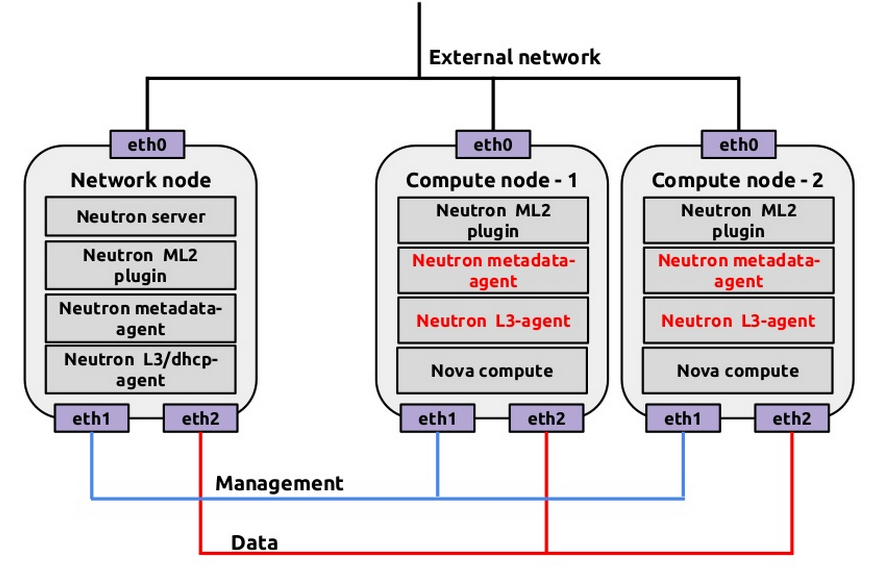 External network
eth0
Network node
Neutron server
Neutron ML2
plugin
Neutron metadata-
agent
Neutron L3/dhcp-
agent
eth1
eth2
eth0
Compute node - 1
Neutron ML2
plugin
Neutron metadata-
agent
Neutron L3-agent
Nova compute
eth1
eth2
eth0
Compute node - 2
Neutron ML2
plugin
Neutron metadata-
agent
Neutron L3-agent
Nova compute
eth1
eth2
Management
Data